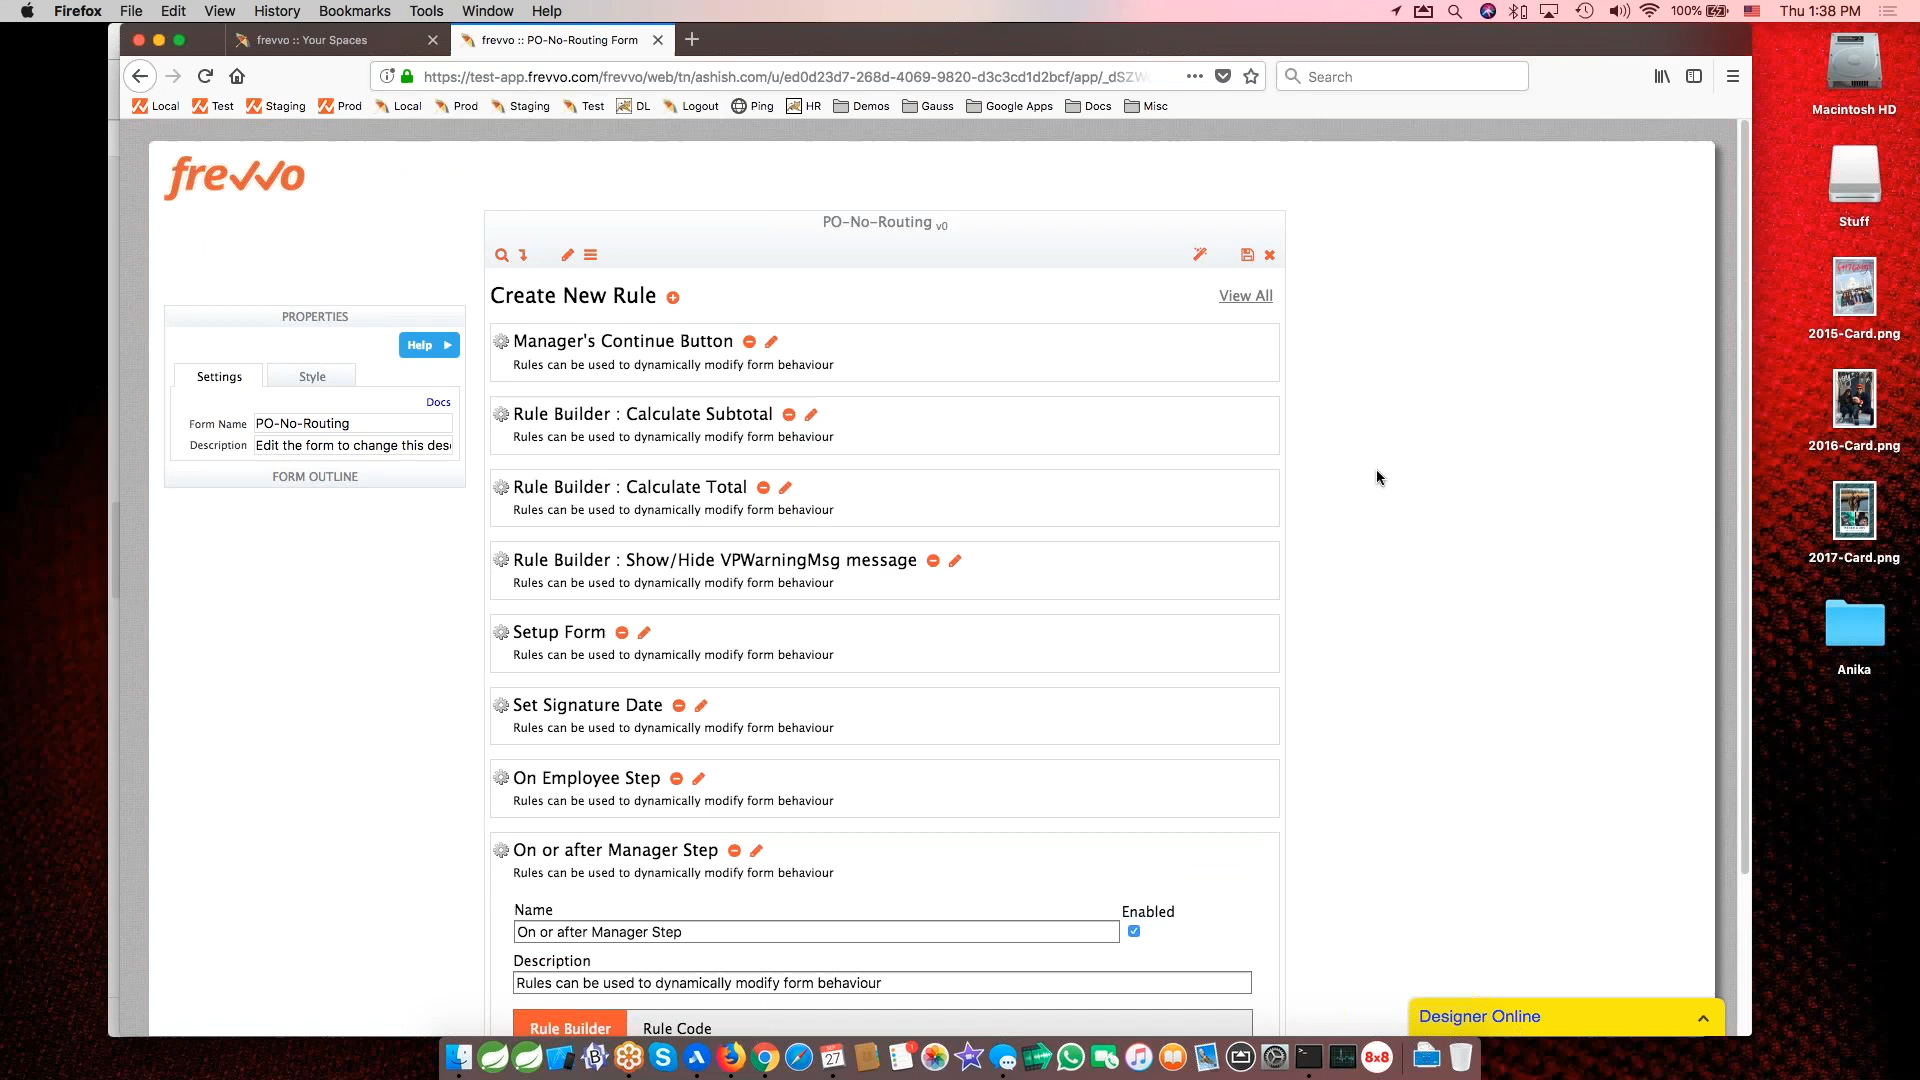 Firefox File Edit View History Bookmarks Tools Window Help 100% Thu 1:38 PM
frevvo :: Your Spaces frevvo :: PO-No-Routing Form
https://test-app.frevvo.com/frevvo/web/tn/ashish.com/u/ed0d23d7-268d-4069-9820-d3c3cd1d2bcf/app/_dSZW Search
Local Test Staging Prod Local Prod Staging Test DL Logout Ping HR Demos Gauss Google Apps Docs Misc
Macintosh HD
Stuff
2015-Card.png
2016-Card.png
2017-Card.png
Anika
frevvo
PO-No-Routing v0
PROPERTIES
Help
Settings Style
Docs
Form Name PO-No-Routing
Description Edit the form to change this des
FORM OUTLINE
Create New Rule View All
Manager's Continue Button
Rules can be used to dynamically modify form behaviour
Rule Builder : Calculate Subtotal
Rules can be used to dynamically modify form behaviour
Rule Builder : Calculate Total
Rules can be used to dynamically modify form behaviour
Rule Builder : Show/Hide VPWarningMsg message
Rules can be used to dynamically modify form behaviour
Setup Form
Rules can be used to dynamically modify form behaviour
Set Signature Date
Rules can be used to dynamically modify form behaviour
On Employee Step
Rules can be used to dynamically modify form behaviour
On or after Manager Step
Rules can be used to dynamically modify form behaviour
Name Enabled
On or after Manager Step
Description
Rules can be used to dynamically modify form behaviour
Rule Builder Rule Code
Designer Online
27
8x8